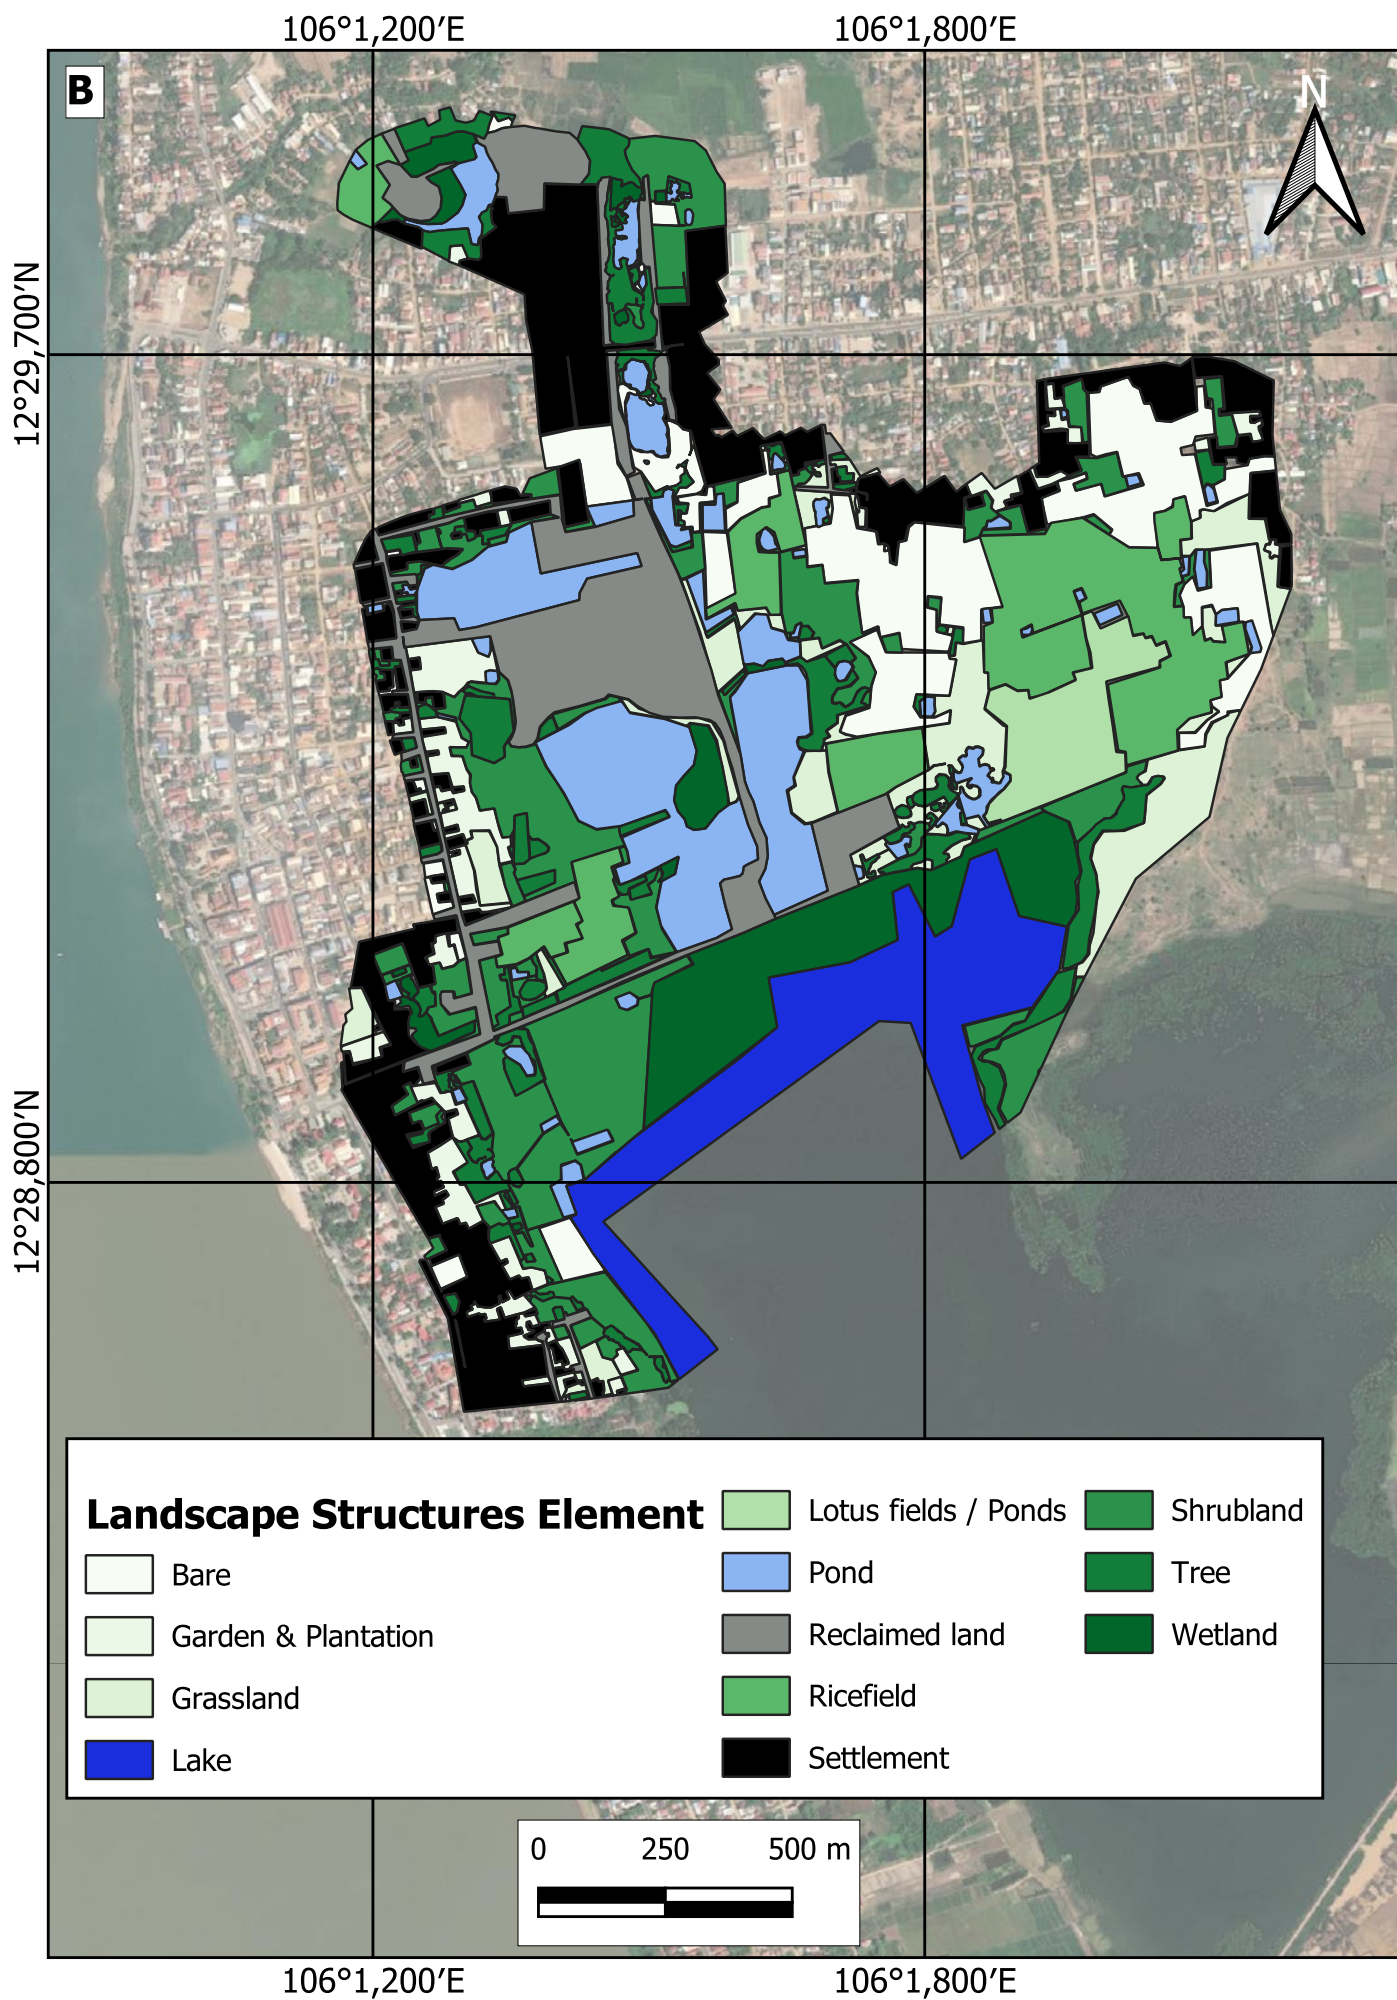 106°1,200′E 106°1,800′E
B
N
12°29,700′N
12°28,800′N
Landscape Structures Element
Bare
Garden & Plantation
Grassland
Lake
Lotus fields / Ponds
Pond
Reclaimed land
Ricefield
Settlement
Shrubland
Tree
Wetland
0 250 500 m
106°1,200′E 106°1,800′E